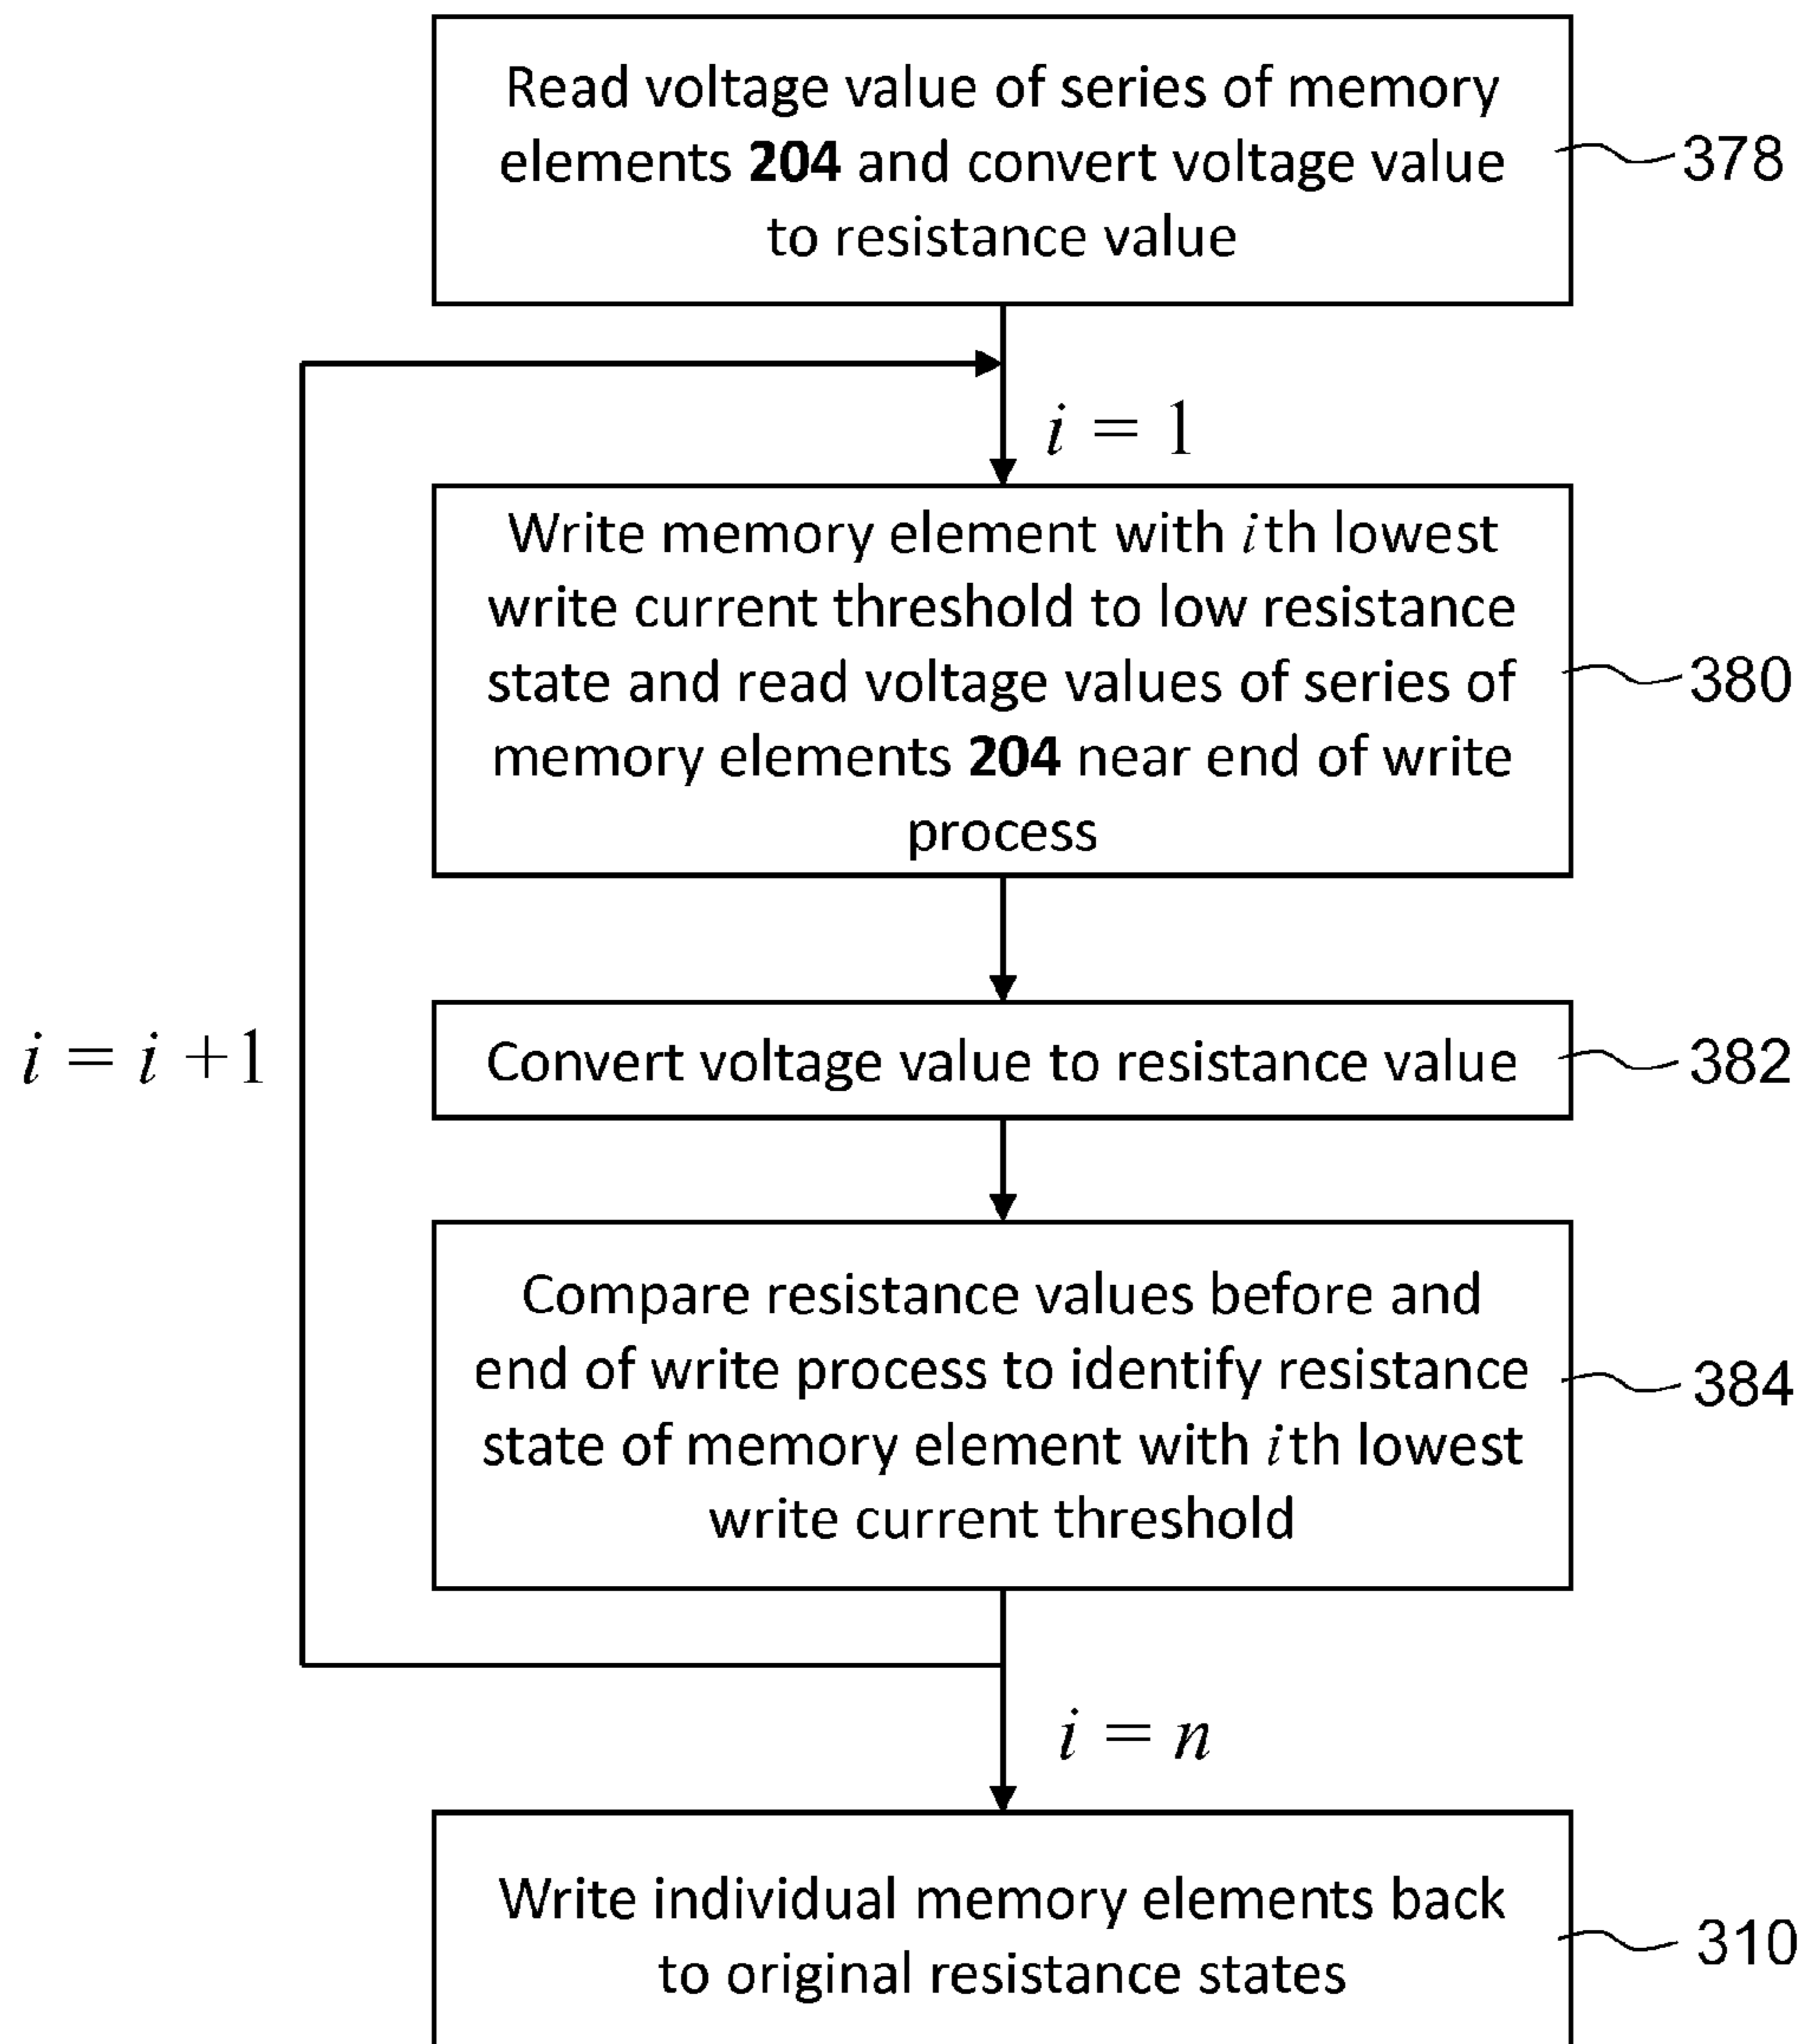 Read voltage value of series of memory
elements 204 and convert voltage value
to resistance value
378
i = 1
Write memory element with ith lowest
write current threshold to low resistance
state and read voltage values of series of
memory elements 204 near end of write
process
380
i = i +1
Convert voltage value to resistance value
382
Compare resistance values before and
end of write process to identify resistance
state of memory element with ith lowest
write current threshold
384
i = n
Write individual memory elements back
to original resistance states
310